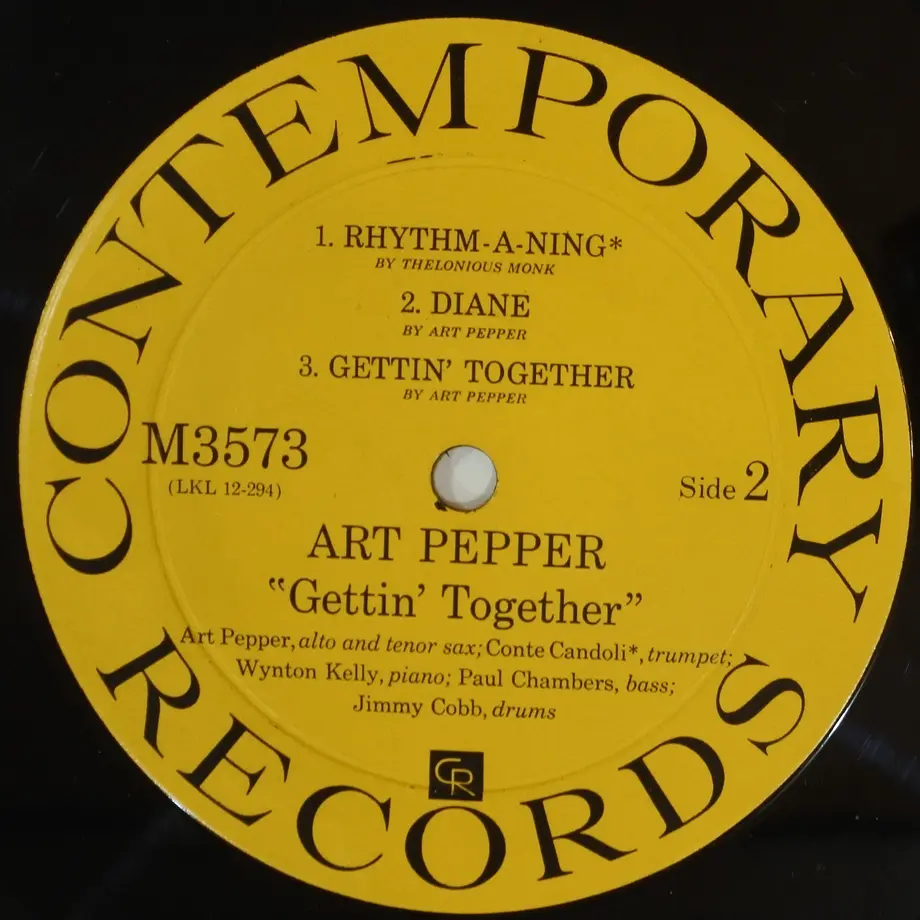 CONTEMPORARY
RECORDS
1. RHYTHM-A-NING*
BY THELONIOUS MONK
2. DIANE
BY ART PEPPER
3. GETTIN' TOGETHER
BY ART PEPPER
M3573
(LKL 12-294)
Side 2
ART PEPPER
"Gettin' Together"
Art Pepper, alto and tenor sax; Conte Candoli*, trumpet;
Wynton Kelly, piano; Paul Chambers, bass;
Jimmy Cobb, drums
CR